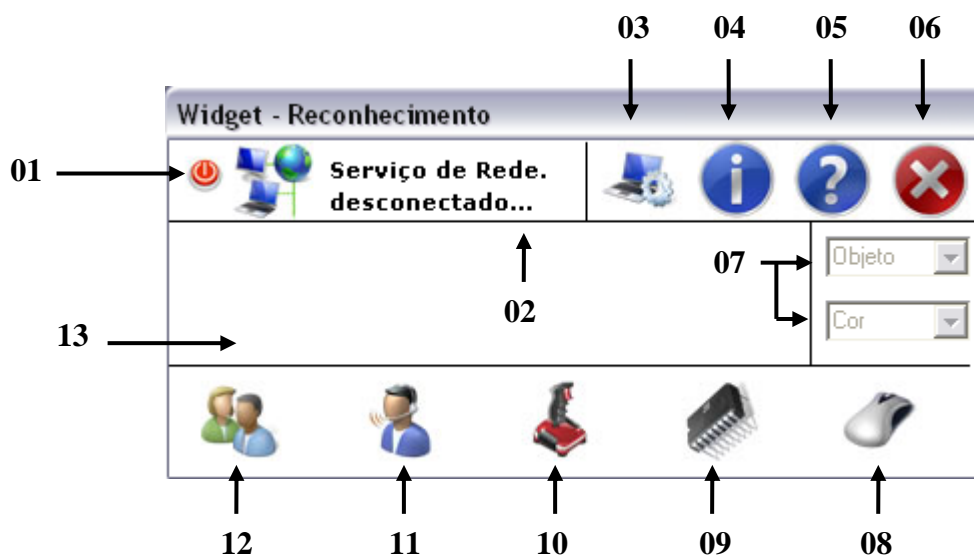 03 04 05 06
Widget - Reconhecimento
01
Serviço de Rede.
desconectado...
Objeto
07
02
Cor
13
12 11 10 09 08